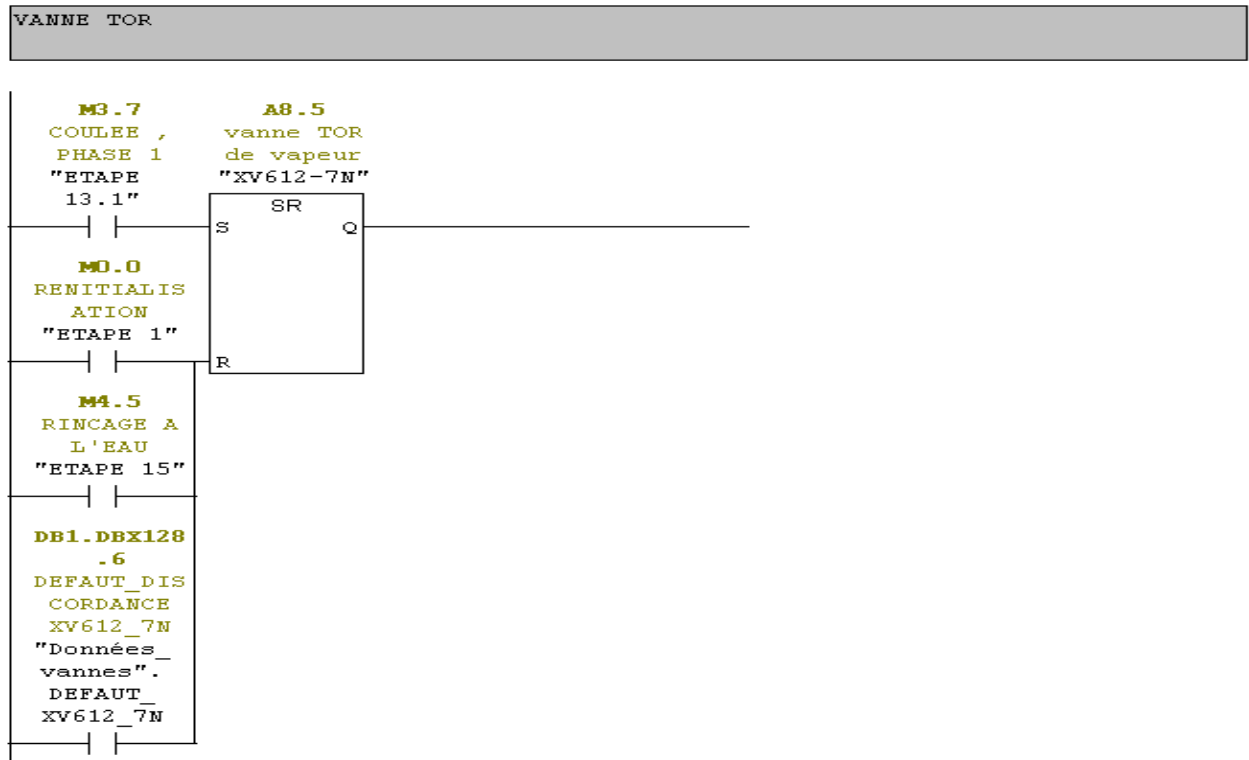 VANNE TOR
M3.7
COULEE ,
PHASE 1
"ETAPE
13.1"
A8.5
vanne TOR
de vapeur
"XV612-7N"
SR
S
Q
M0.0
RENITIALIS
ATION
"ETAPE 1"
R
M4.5
RINCAGE A
L'EAU
"ETAPE 15"
DB1.DBX128
.6
DEFAUT_DIS
CORDANCE
XV612_7N
"Données_
vannes".
DEFAUT_
XV612_7N